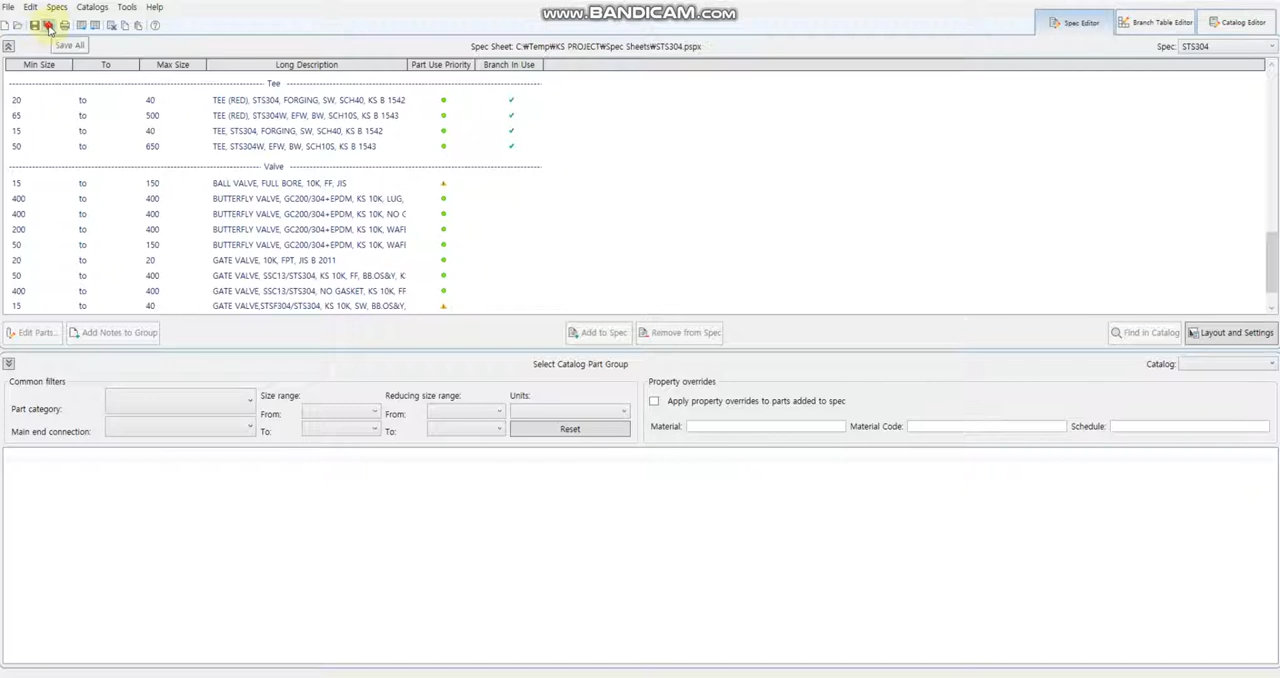 www.BANDICAM.com
File Edit Specs Catalogs Tools Help
Save All
Spec Editor Branch Table Editor Catalog Editor
Spec Sheet: C:₩Temp₩KS PROJECT₩Spec Sheets₩STS304.pspx
Spec: STS304
Min Size To Max Size Long Description Part Use Priority Branch In Use
Tee
20 to 40 TEE (RED), STS304, FORGING, SW, SCH40, KS B 1542
65 to 500 TEE (RED), STS304W, EFW, BW, SCH10S, KS B 1543
15 to 40 TEE, STS304, FORGING, SW, SCH40, KS B 1542
50 to 650 TEE, STS304W, EFW, BW, SCH10S, KS B 1543
Valve
15 to 150 BALL VALVE, FULL BORE, 10K, FF, JIS
400 to 400 BUTTERFLY VALVE, GC200/304+EPDM, KS 10K, LUG,
400 to 400 BUTTERFLY VALVE, GC200/304+EPDM, KS 10K, NO G
200 to 400 BUTTERFLY VALVE, GC200/304+EPDM, KS 10K, WAFI
50 to 150 BUTTERFLY VALVE, GC200/304+EPDM, KS 10K, WAFI
20 to 20 GATE VALVE, 10K, FPT, JIS B 2011
50 to 400 GATE VALVE, SSC13/STS304, KS 10K, FF, BB.OS&Y, K
400 to 400 GATE VALVE, SSC13/STS304, NO GASKET, KS 10K, FF
15 to 40 GATE VALVE,STSF304/STS304, KS 10K, SW, BB.OS&Y,
Edit Parts... Add Notes to Group Add to Spec Remove from Spec Find in Catalog Layout and Settings
Select Catalog Part Group
Catalog:
Common filters
Part category:
Main end connection:
Size range:
From:
To:
Reducing size range:
From:
To:
Units:
Reset
Property overrides
Apply property overrides to parts added to spec
Material: Material Code: Schedule: